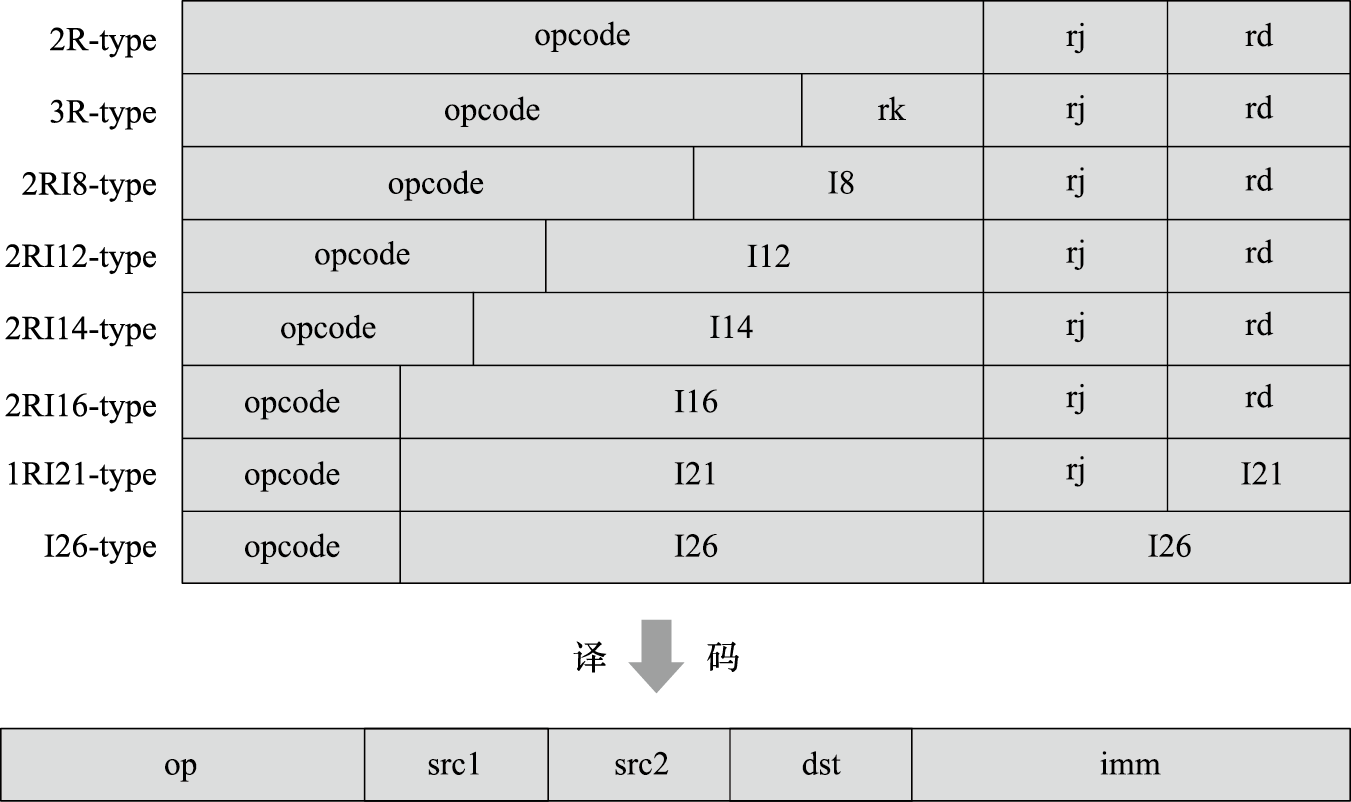 2R-type opcode rj rd
3R-type opcode rk rj rd
2RI8-type opcode I8 rj rd
2RI12-type opcode I12 rj rd
2RI14-type opcode I14 rj rd
2RI16-type opcode I16 rj rd
1RI21-type opcode I21 rj I21
I26-type opcode I26 I26
译 码
op src1 src2 dst imm